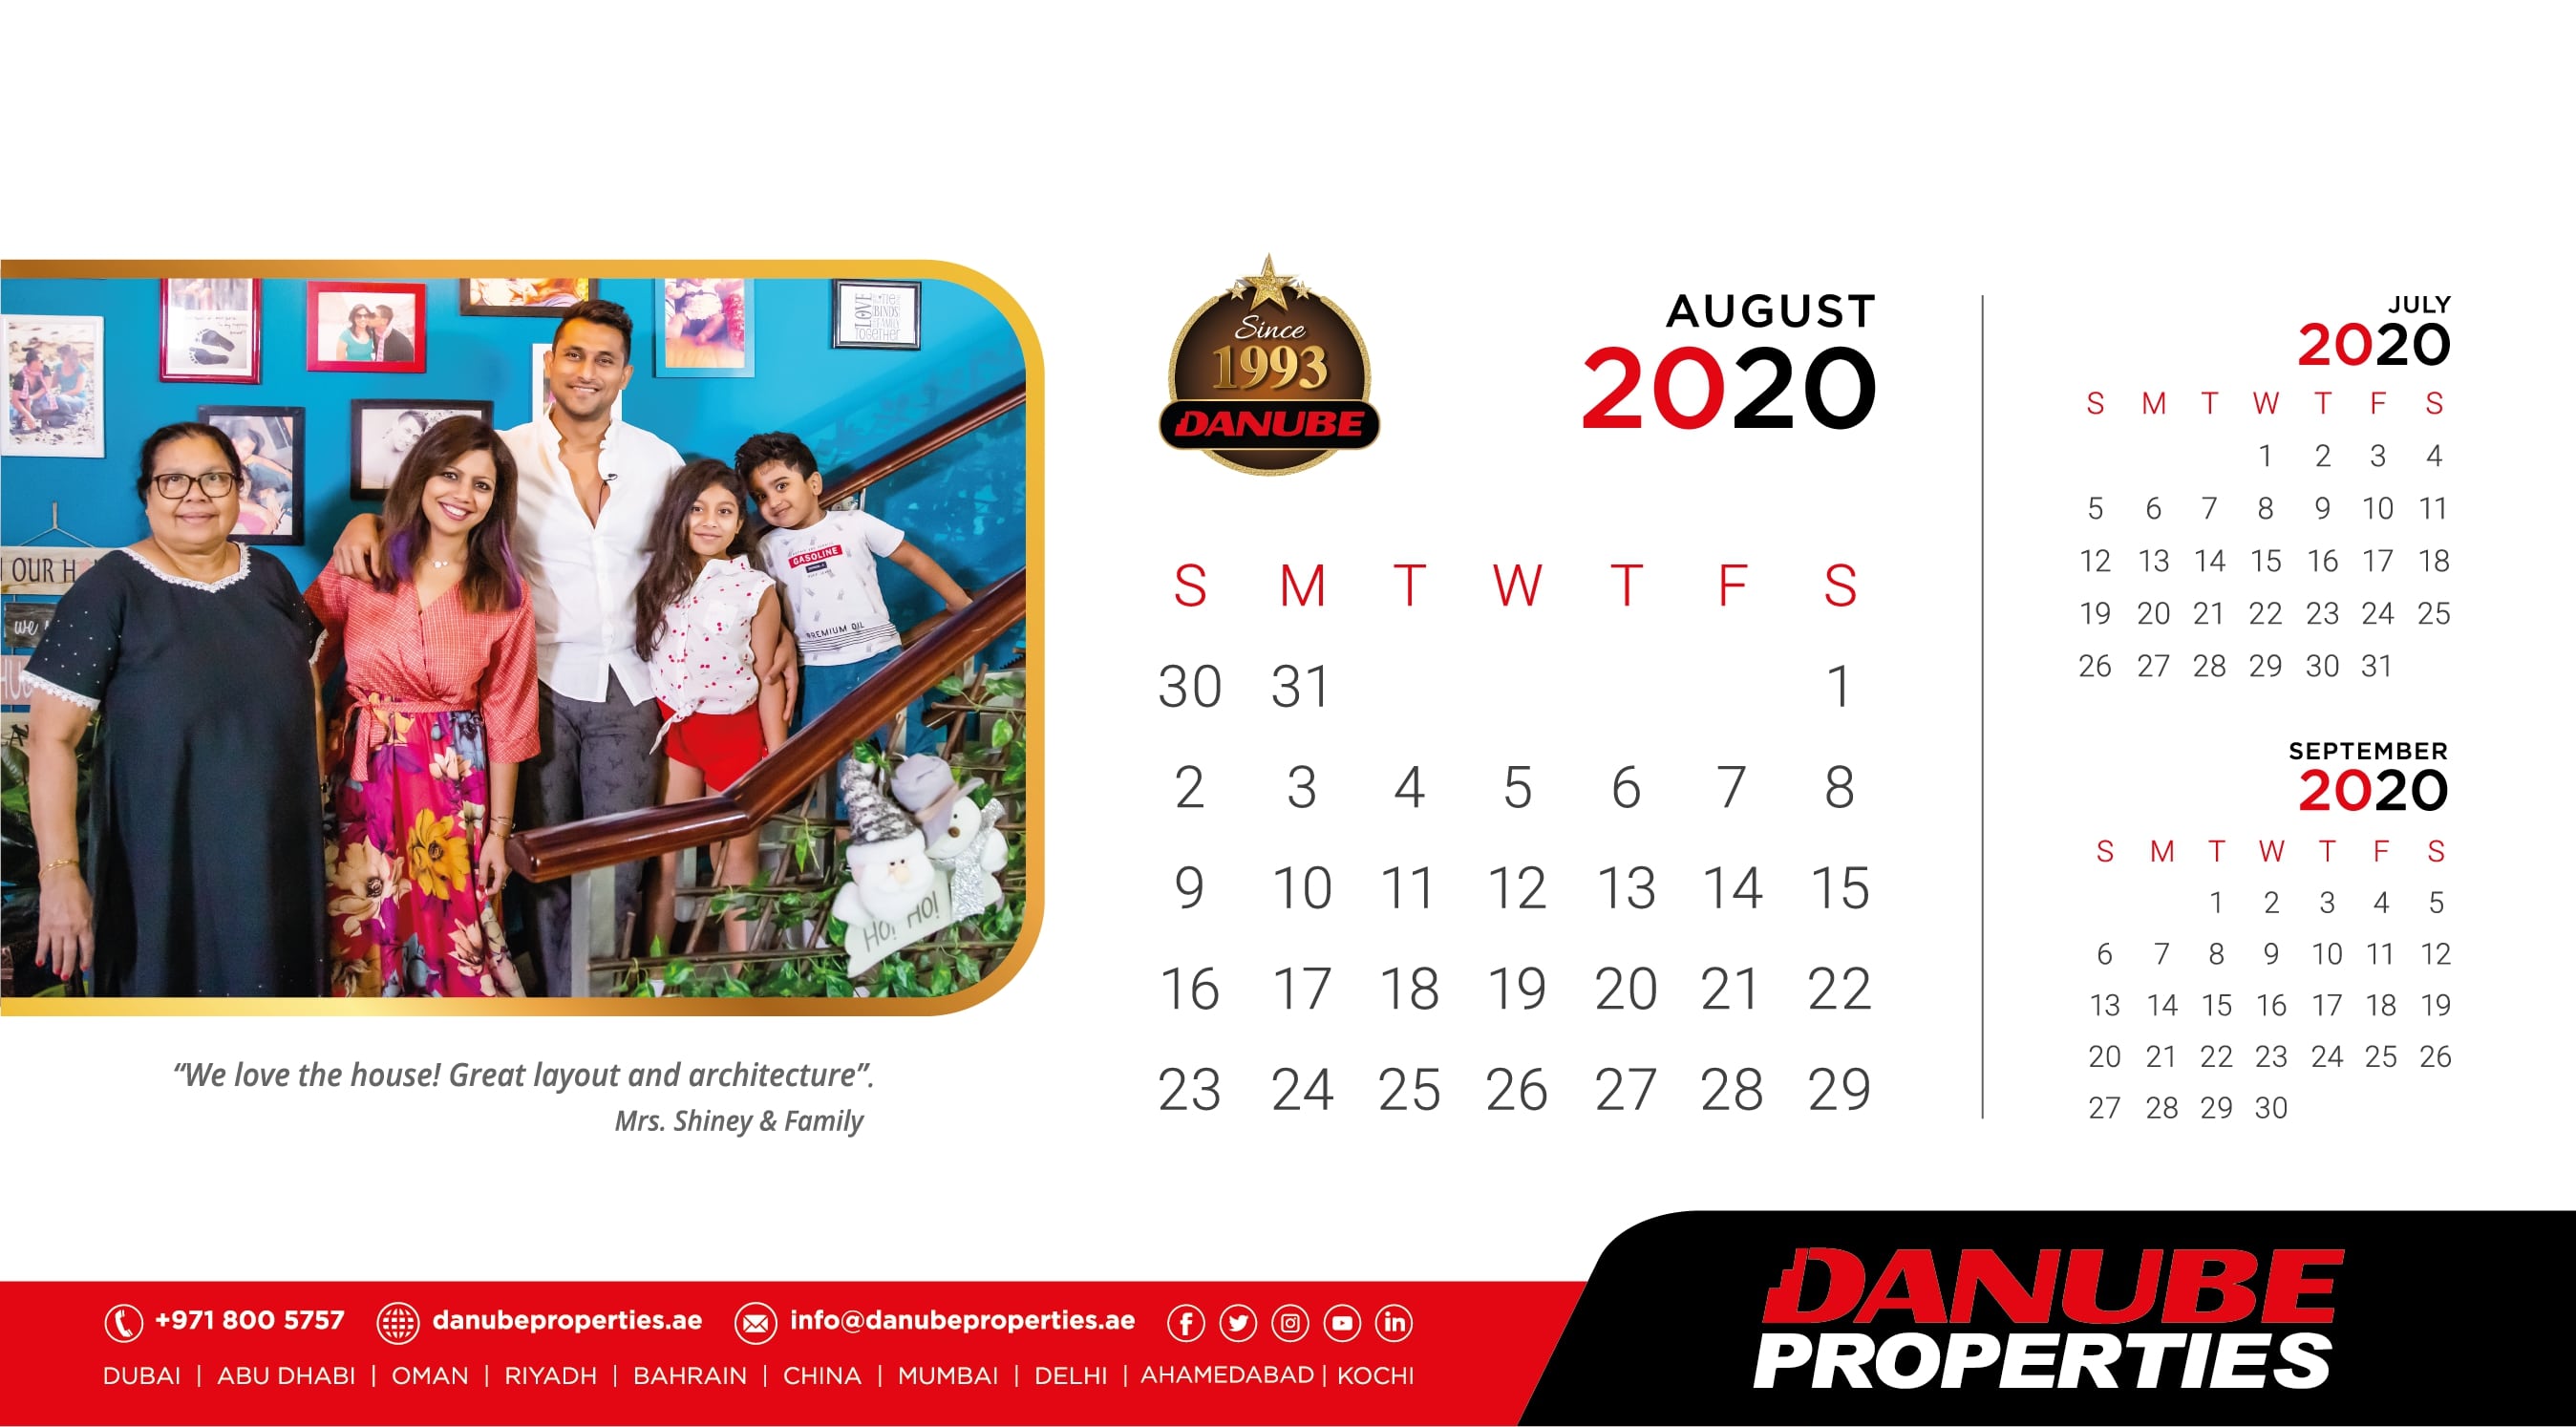 LOVE
HOME
BINDS
FAMILY
TOGETHER
OUR H
we
GASOLINE
PREMIUM OIL
HO! HO!
“We love the house! Great layout and architecture”.
Mrs. Shiney & Family
Since
1993
DANUBE
AUGUST
2020
S M T W T F S
30 31 1
2 3 4 5 6 7 8
9 10 11 12 13 14 15
16 17 18 19 20 21 22
23 24 25 26 27 28 29
JULY
2020
S M T W T F S
1 2 3 4
5 6 7 8 9 10 11
12 13 14 15 16 17 18
19 20 21 22 23 24 25
26 27 28 29 30 31
SEPTEMBER
2020
S M T W T F S
1 2 3 4 5
6 7 8 9 10 11 12
13 14 15 16 17 18 19
20 21 22 23 24 25 26
27 28 29 30
+971 800 5757 danubeproperties.ae info@danubeproperties.ae
DUBAI | ABU DHABI | OMAN | RIYADH | BAHRAIN | CHINA | MUMBAI | DELHI | AHAMEDABAD | KOCHI
DANUBE
PROPERTIES